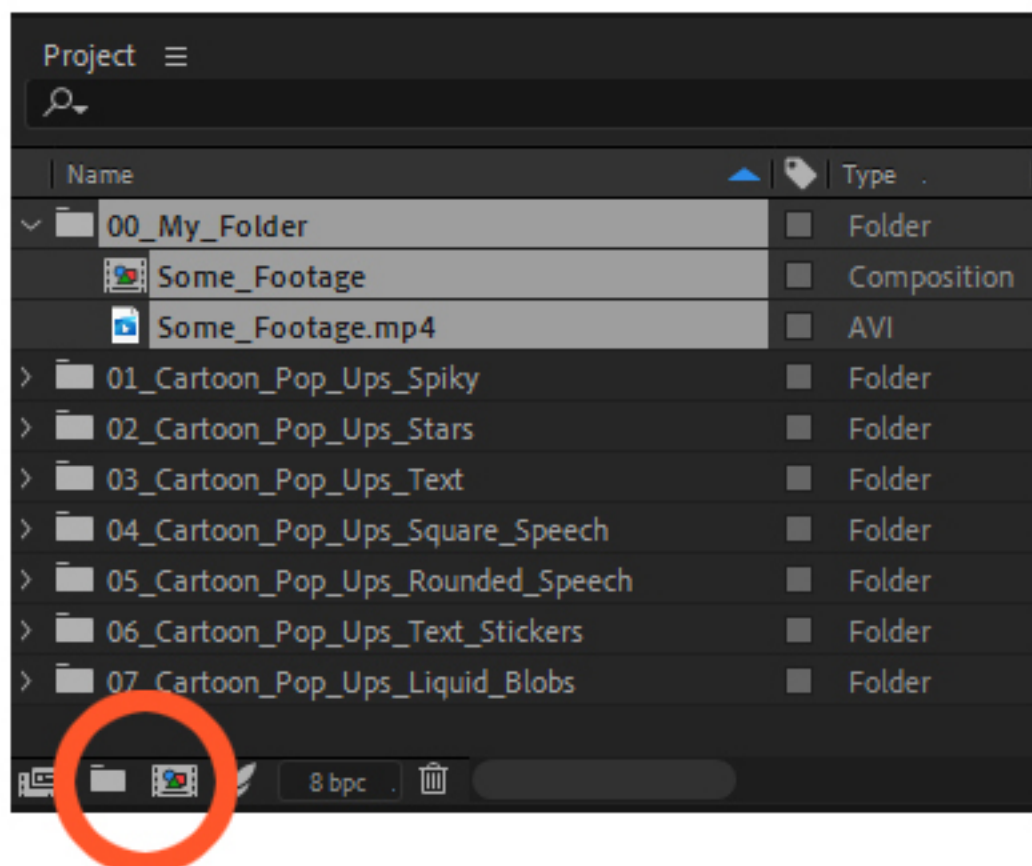 Project
Name Type
00_My_Folder Folder
Some_Footage Composition
Some_Footage.mp4 AVI
01_Cartoon_Pop_Ups_Spiky Folder
02_Cartoon_Pop_Ups_Stars Folder
03_Cartoon_Pop_Ups_Text Folder
04_Cartoon_Pop_Ups_Square_Speech Folder
05_Cartoon_Pop_Ups_Rounded_Speech Folder
06_Cartoon_Pop_Ups_Text_Stickers Folder
07_Cartoon_Pop_Ups_Liquid_Blobs Folder
8 bpc